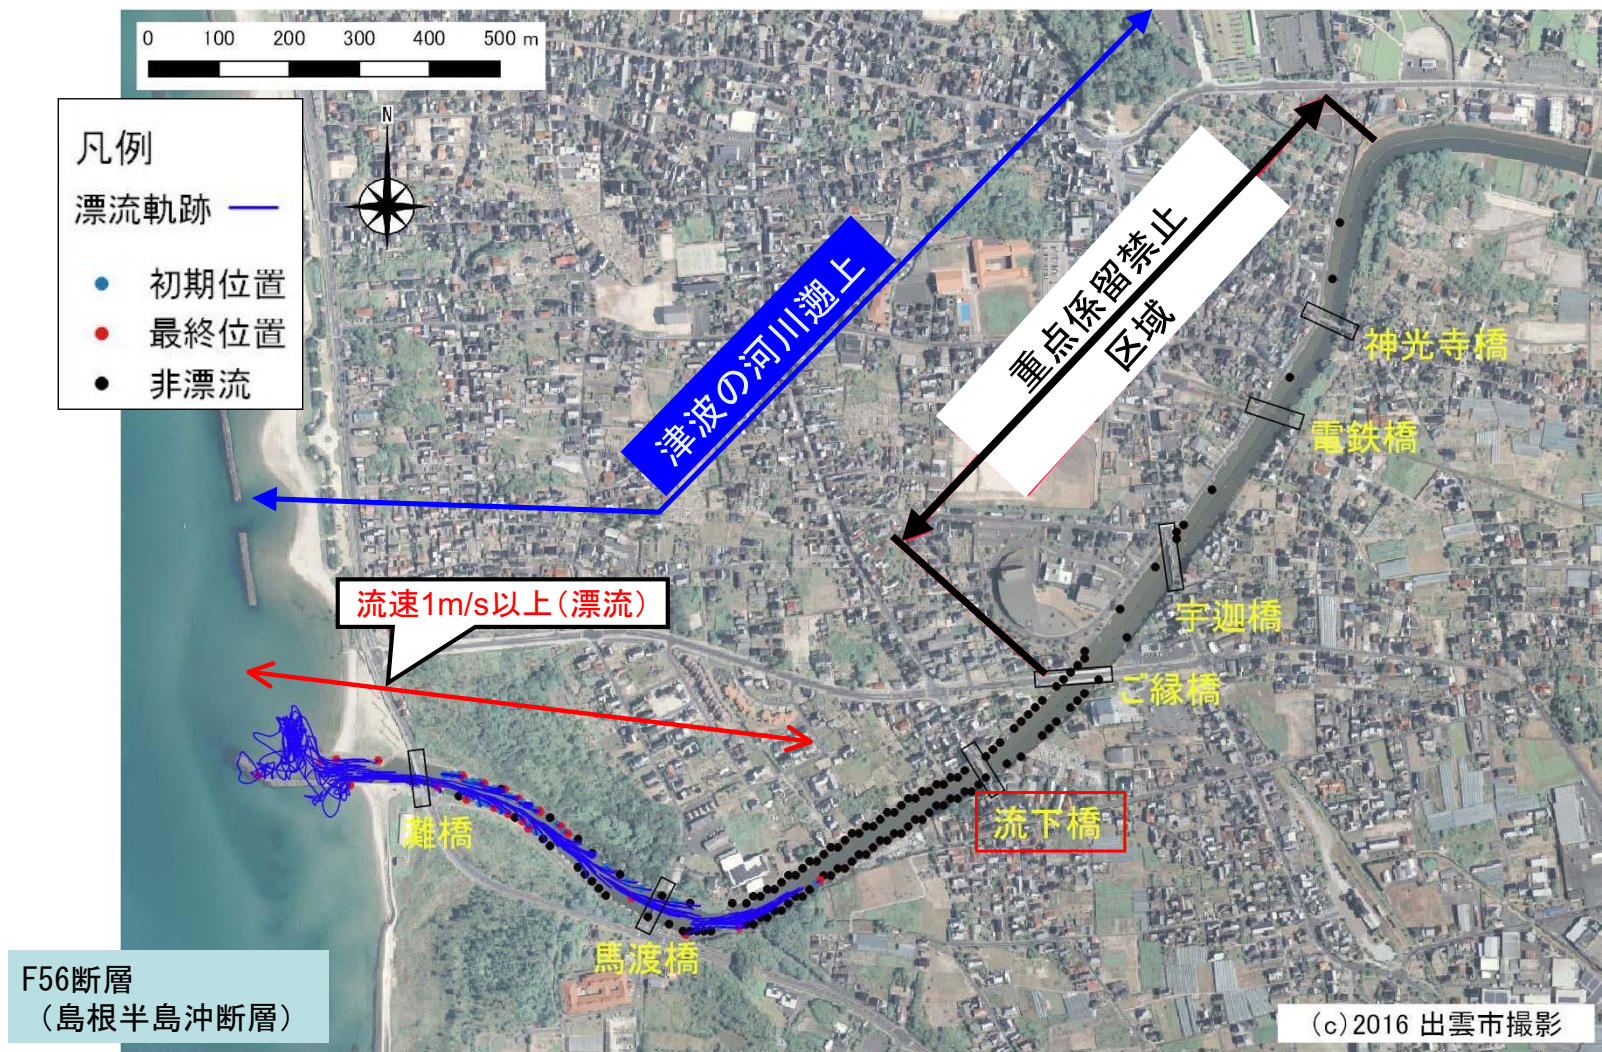 0 100 200 300 400 500 m
凡例
漂流軌跡
初期位置
最終位置
非漂流
N
津波の河川遡上
重点係留禁止
区域
神光寺橋
電鉄橋
宇迦橋
ご縁橋
流速1m/s以上（漂流）
流下橋
灘橋
馬渡橋
F56断層
（島根半島沖断層）
(c)2016 出雲市撮影